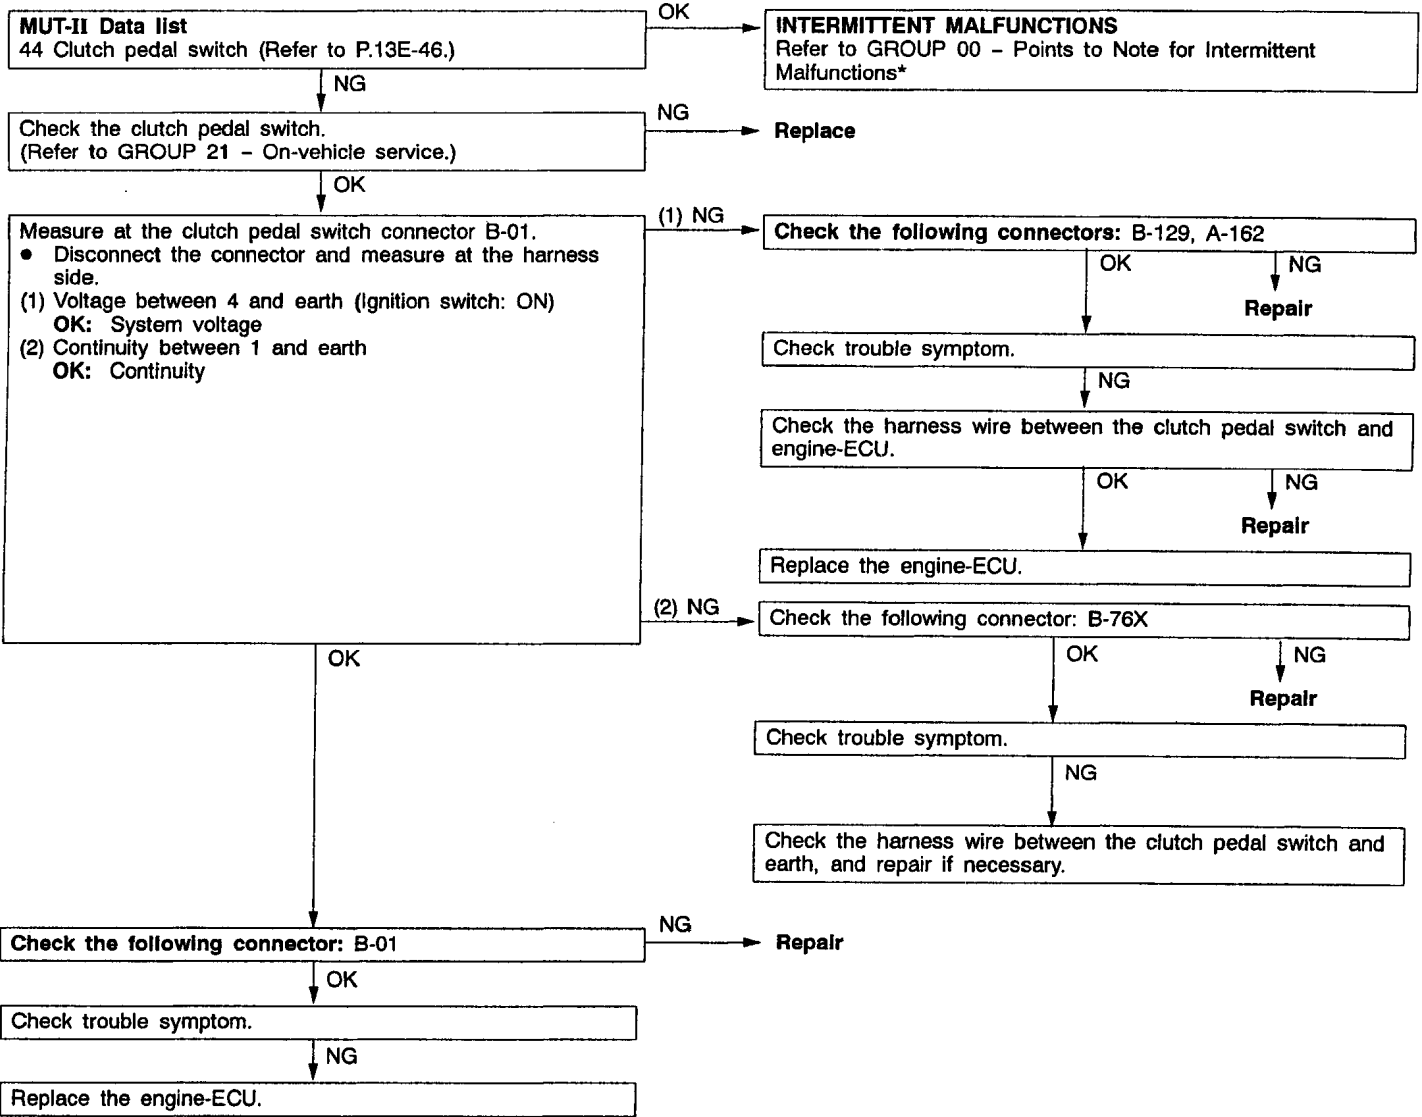 MUT-II Data list
44 Clutch pedal switch (Refer to P.13E-46.)
OK
INTERMITTENT MALFUNCTIONS
Refer to GROUP 00 – Points to Note for Intermittent
Malfunctions*
NG
Check the clutch pedal switch.
(Refer to GROUP 21 – On-vehicle service.)
NG
Replace
OK
Measure at the clutch pedal switch connector B-01.
● Disconnect the connector and measure at the harness
side.
(1) Voltage between 4 and earth (Ignition switch: ON)
OK: System voltage
(2) Continuity between 1 and earth
OK: Continuity
(1) NG
Check the following connectors: B-129, A-162
OK
NG
Repair
Check trouble symptom.
NG
Check the harness wire between the clutch pedal switch and
engine-ECU.
OK
NG
Repair
Replace the engine-ECU.
(2) NG
Check the following connector: B-76X
OK
NG
Repair
Check trouble symptom.
NG
Check the harness wire between the clutch pedal switch and
earth, and repair if necessary.
OK
Check the following connector: B-01
NG
Repair
OK
Check trouble symptom.
NG
Replace the engine-ECU.